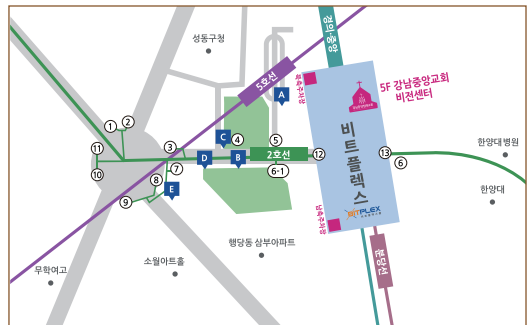 성동구청
5호선
경의·중앙
A
북측주차장
5F 강남중앙교회
비전센터
1
2
3
C
4
5
D
B
2호선
12
13
6
한양대병원
11
10
7
8
9
E
6-1
비트플렉스
BITPLEX
남측주차장
한양대
행당동 삼부아파트
분당선
무학여고
소월아트홀